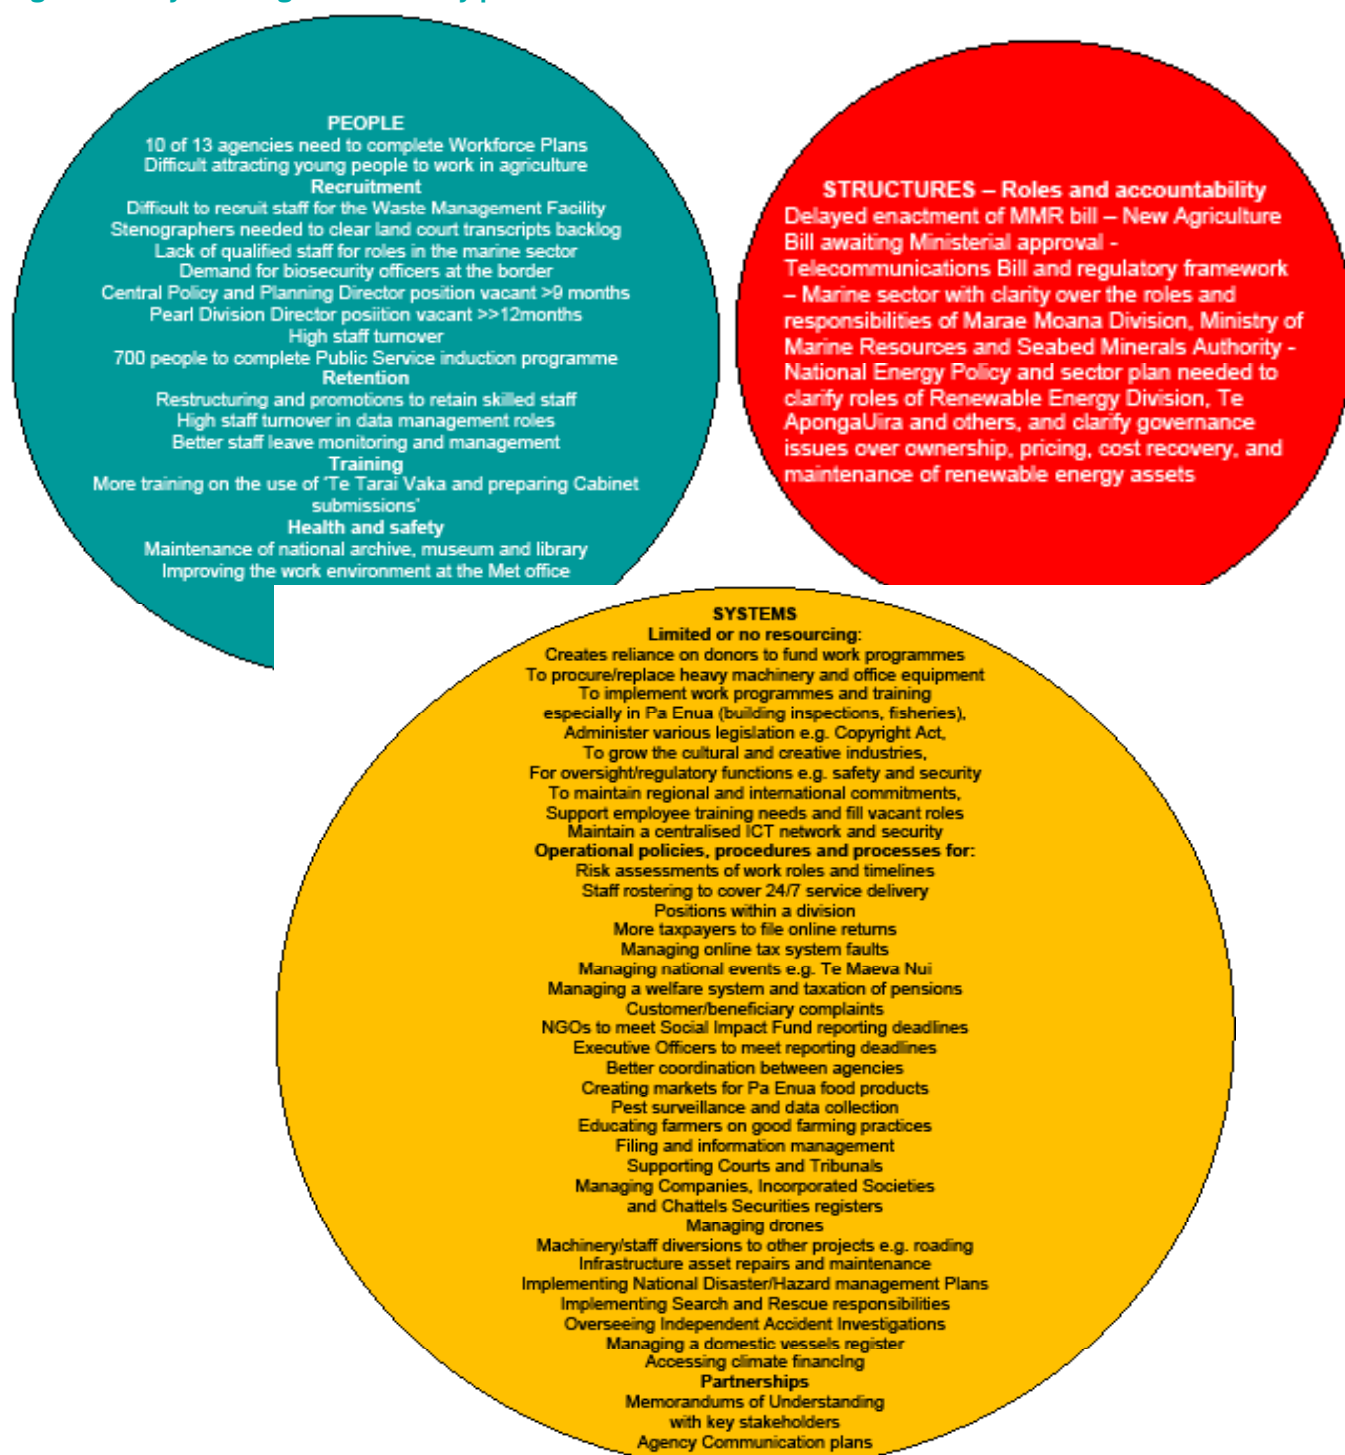 PEOPLE
10 of 13 agencies need to complete Workforce Plans
Difficult attracting young people to work in agriculture
Recruitment
Difficult to recruit staff for the Waste Management Facility
Stenographers needed to clear land court transcripts backlog
Lack of qualified staff for roles in the marine sector
Demand for biosecurity officers at the border
Central Policy and Planning Director position vacant >9 months
Pearl Division Director posiition vacant >>12months
High staff turnover
700 people to complete Public Service induction programme
Retention
Restructuring and promotions to retain skilled staff
High staff turnover in data management roles
Better staff leave monitoring and management
Training
More training on the use of 'Te Tarai Vaka and preparing Cabinet
submissions'
Health and safety
Maintenance of national archive, museum and library
Improving the work environment at the Met office
STRUCTURES – Roles and accountability
Delayed enactment of MMR bill – New Agriculture
Bill awaiting Ministerial approval -
Telecommunications Bill and regulatory framework
– Marine sector with clarity over the roles and
responsibilities of Marae Moana Division, Ministry of
Marine Resources and Seabed Minerals Authority -
National Energy Policy and sector plan needed to
clarify roles of Renewable Energy Division, Te
ApongaUira and others, and clarify governance
issues over ownership, pricing, cost recovery, and
maintenance of renewable energy assets
SYSTEMS
Limited or no resourcing:
Creates reliance on donors to fund work programmes
To procure/replace heavy machinery and office equipment
To implement work programmes and training
especially in Pa Enua (building inspections, fisheries),
Administer various legislation e.g. Copyright Act,
To grow the cultural and creative industries,
For oversight/regulatory functions e.g. safety and security
To maintain regional and international commitments,
Support employee training needs and fill vacant roles
Maintain a centralised ICT network and security
Operational policies, procedures and processes for:
Risk assessments of work roles and timelines
Staff rostering to cover 24/7 service delivery
Positions within a division
More taxpayers to file online returns
Managing online tax system faults
Managing national events e.g. Te Maeva Nui
Managing a welfare system and taxation of pensions
Customer/beneficiary complaints
NGOs to meet Social Impact Fund reporting deadlines
Executive Officers to meet reporting deadlines
Better coordination between agencies
Creating markets for Pa Enua food products
Pest surveillance and data collection
Educating farmers on good farming practices
Filing and information management
Supporting Courts and Tribunals
Managing Companies, Incorporated Societies
and Chattels Securities registers
Managing drones
Machinery/staff diversions to other projects e.g. roading
Infrastructure asset repairs and maintenance
Implementing National Disaster/Hazard management Plans
Implementing Search and Rescue responsibilities
Overseeing Independent Accident Investigations
Managing a domestic vessels register
Accessing climate financing
Partnerships
Memorandums of Understanding
with key stakeholders
Agency Communication plans